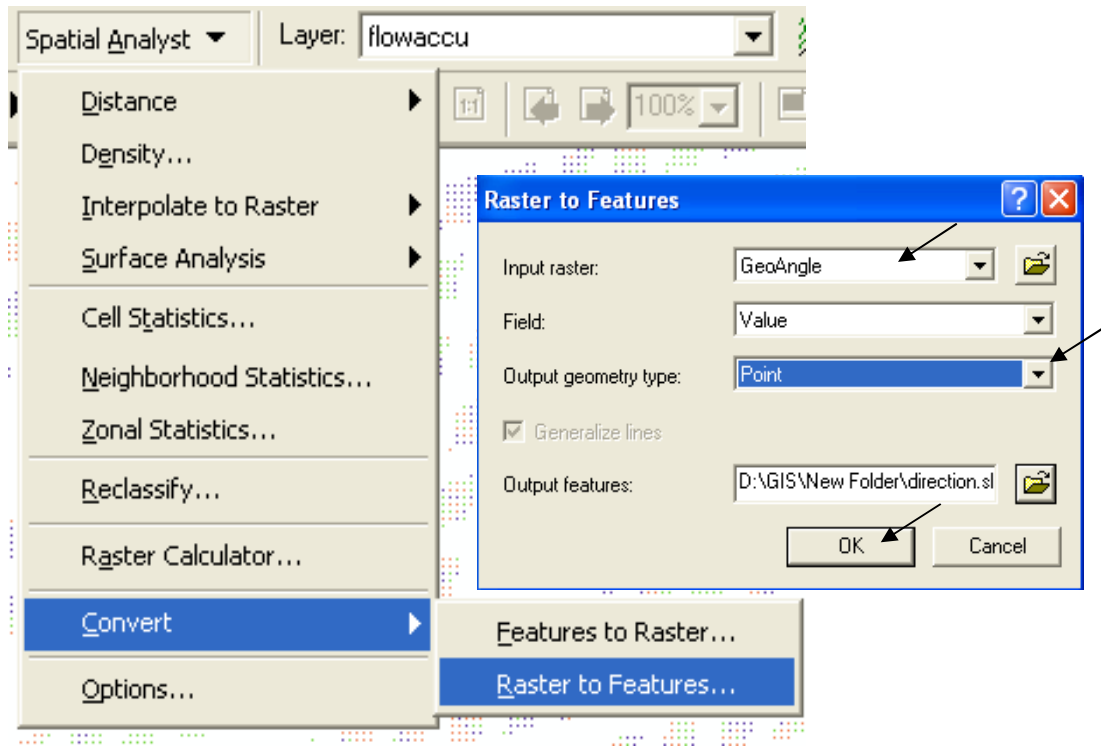 Spatial Analyst Layer: flowaccu
Distance
1:1 100%
Density...
Interpolate to Raster
Surface Analysis
Cell Statistics...
Neighborhood Statistics...
Zonal Statistics...
Reclassify...
Raster Calculator...
Convert
Options...
Features to Raster...
Raster to Features...
Raster to Features
Input raster: GeoAngle
Field: Value
Output geometry type: Point
Generalize lines
Output features: D:\GIS\New Folder\direction.sl
OK Cancel